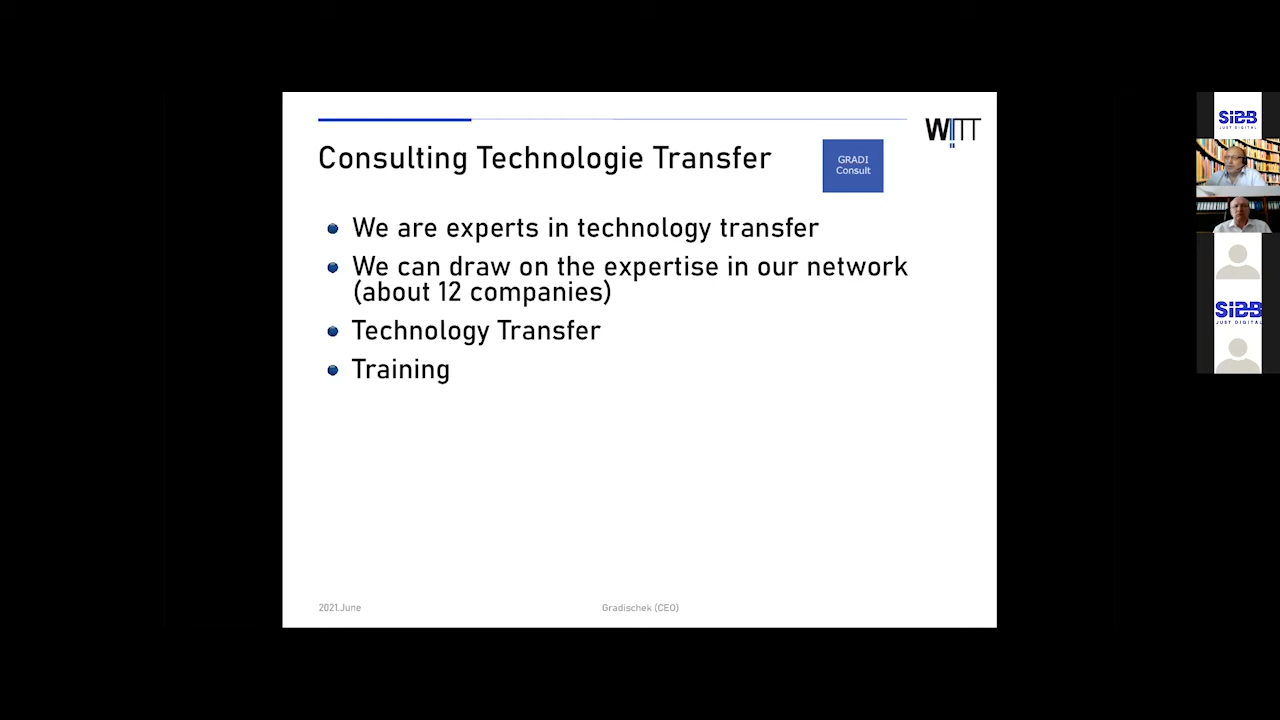 WITT
Consulting Technologie Transfer
GRADI
Consult
We are experts in technology transfer
We can draw on the expertise in our network
(about 12 companies)
Technology Transfer
Training
2021.June
Gradischek (CEO)
SiBB
JUST DIGITAL
SiBB
JUST DIGITAL